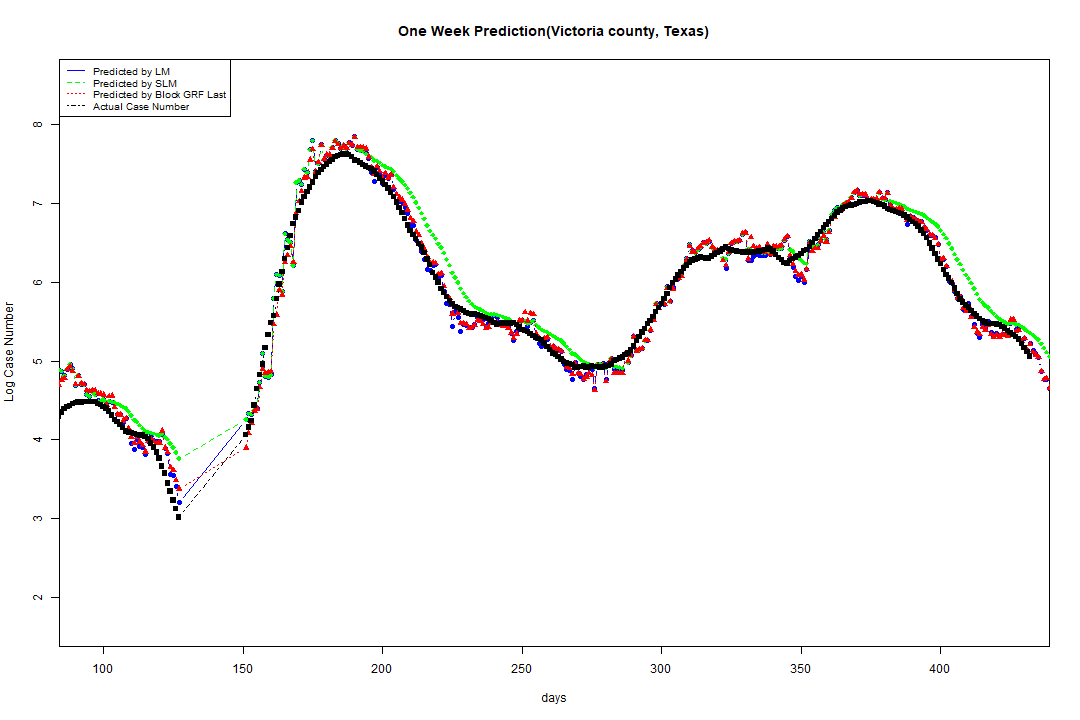 One Week Prediction(Victoria county, Texas)
Predicted by LM
Predicted by SLM
Predicted by Block GRF Last
Actual Case Number
8
7
6
5
4
3
2
Log Case Number
100 150 200 250 300 350 400
days